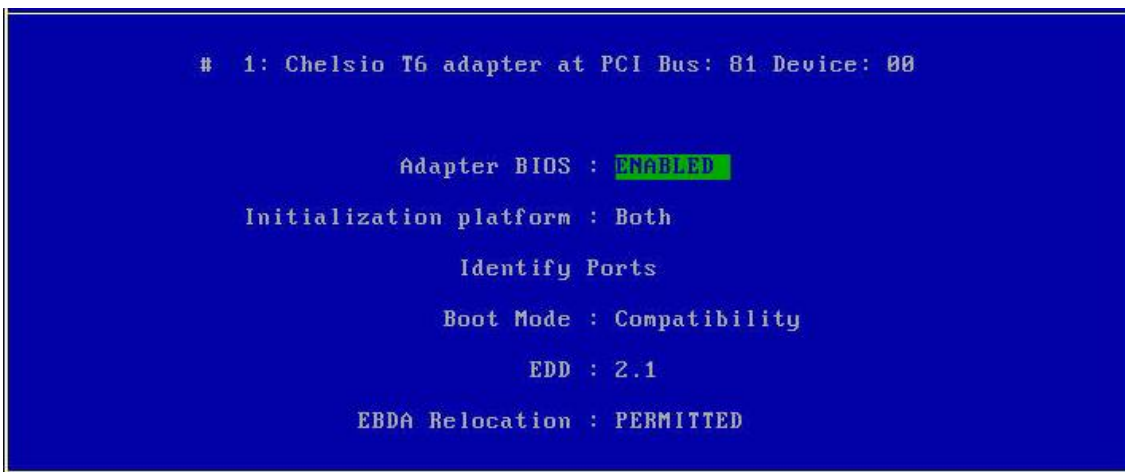 # 1: Chelsio T6 adapter at PCI Bus: 81 Device: 00
Adapter BIOS : ENABLED
Initialization platform : Both
Identify Ports
Boot Mode : Compatibility
EDD : 2.1
EBDA Relocation : PERMITTED